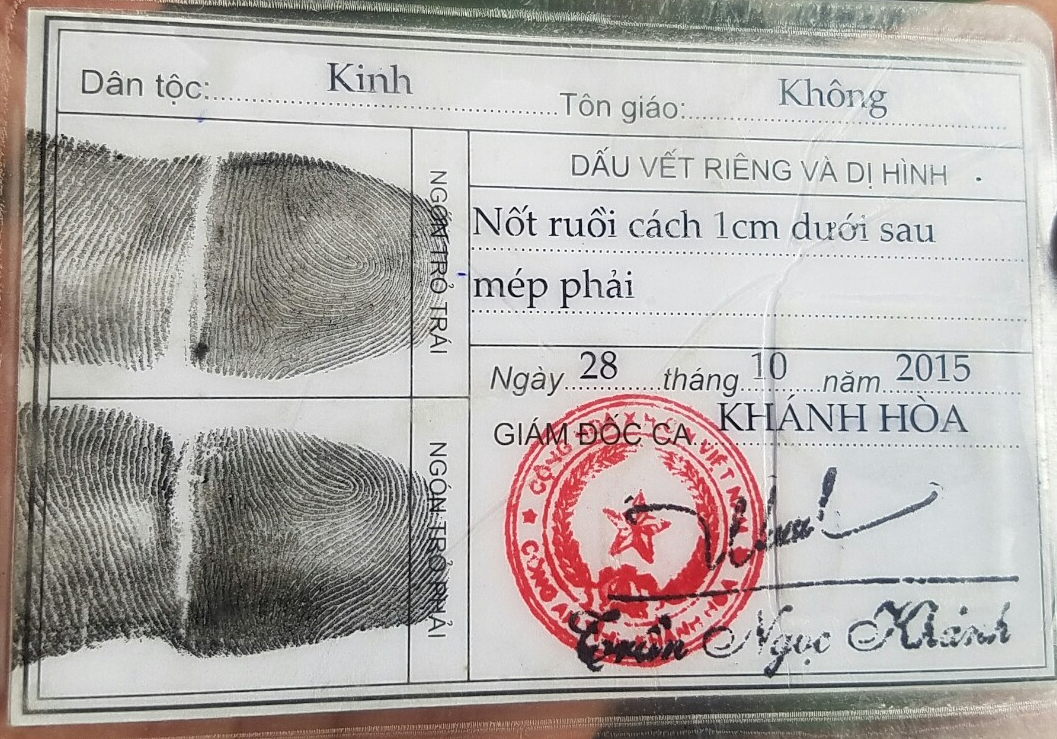 Dân tộc: Kinh Tôn giáo: Không
NGÓN TRỎ TRÁI
DẤU VẾT RIÊNG VÀ DỊ HÌNH
Nốt ruồi cách 1cm dưới sau
mép phải
Ngày 28 tháng 10 năm 2015
GIÁM ĐỐC CA KHÁNH HÒA
NGÓN TRỎ PHẢI
Trần Ngọc Khánh